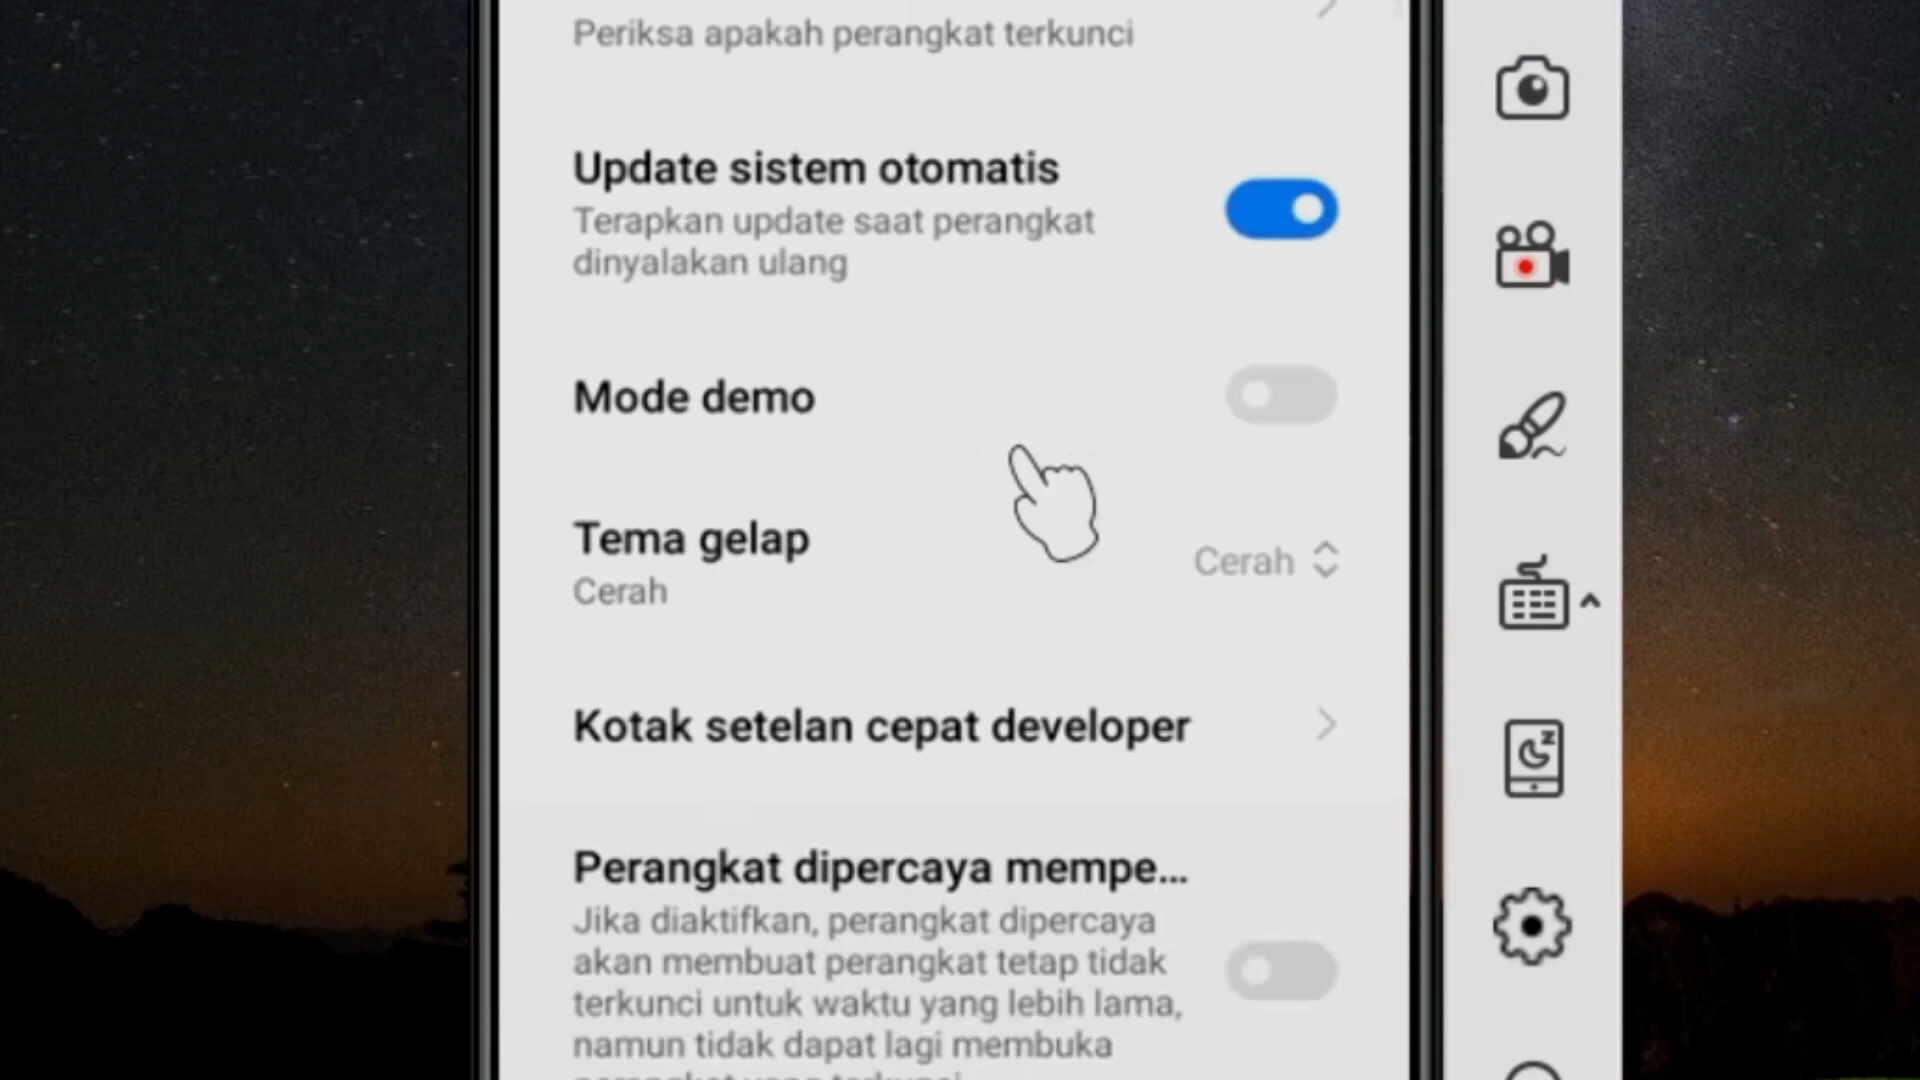 Periksa apakah perangkat terkunci
Update sistem otomatis
Terapkan update saat perangkat
dinyalakan ulang
Mode demo
Tema gelap
Cerah
Cerah
Kotak setelan cepat developer
Perangkat dipercaya mempe...
Jika diaktifkan, perangkat dipercaya
akan membuat perangkat tetap tidak
terkunci untuk waktu yang lebih lama,
namun tidak dapat lagi membuka